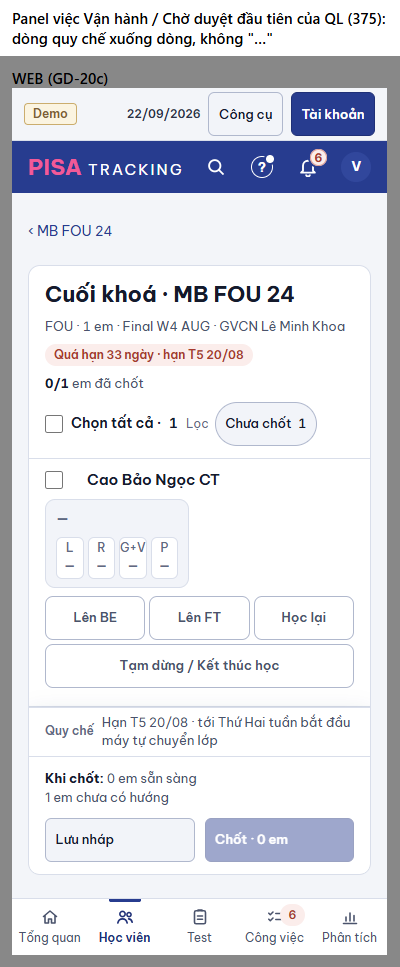 Panel việc Vận hành / Chờ duyệt đầu tiên của QL (375):
dòng quy chế xuống dòng, không "..."
WEB (GD-20c)
Demo 22/09/2026 Công cụ Tài khoản
PISA TRACKING ? 6 V
‹ MB FOU 24
Cuối khoá · MB FOU 24
FOU · 1 em · Final W4 AUG · GVCN Lê Minh Khoa
Quá hạn 33 ngày · hạn T5 20/08
0/1 em đã chốt
Chọn tất cả · 1 Lọc Chưa chốt 1
Cao Bảo Ngọc CT
–
L R G+V P
– – – –
Lên BE Lên FT Học lại
Tạm dừng / Kết thúc học
Quy chế Hạn T5 20/08 · tới Thứ Hai tuần bắt đầu
máy tự chuyển lớp
Khi chốt: 0 em sẵn sàng
1 em chưa có hướng
Lưu nháp Chốt · 0 em
6
Tổng quan Học viên Test Công việc Phân tích